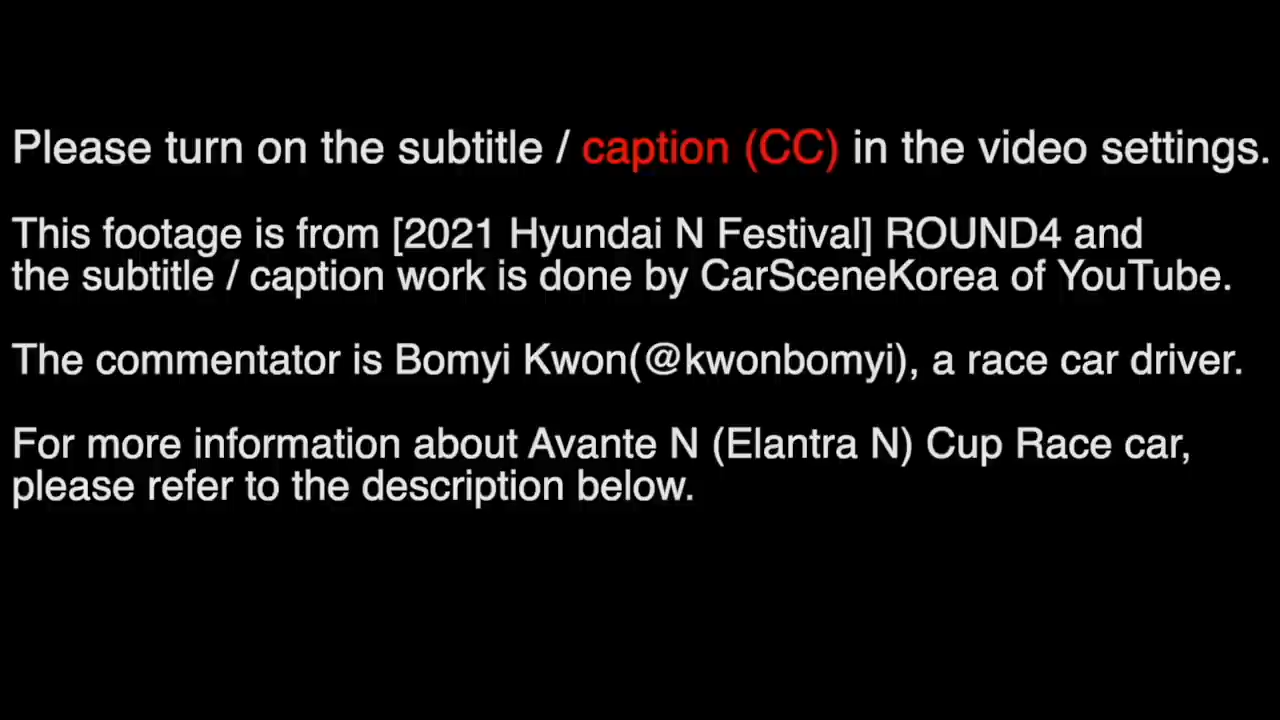 Please turn on the subtitle / caption (CC) in the video settings.
This footage is from [2021 Hyundai N Festival] ROUND4 and
the subtitle / caption work is done by CarSceneKorea of YouTube.
The commentator is Bomyi Kwon(@kwonbomyi), a race car driver.
For more information about Avante N (Elantra N) Cup Race car,
please refer to the description below.